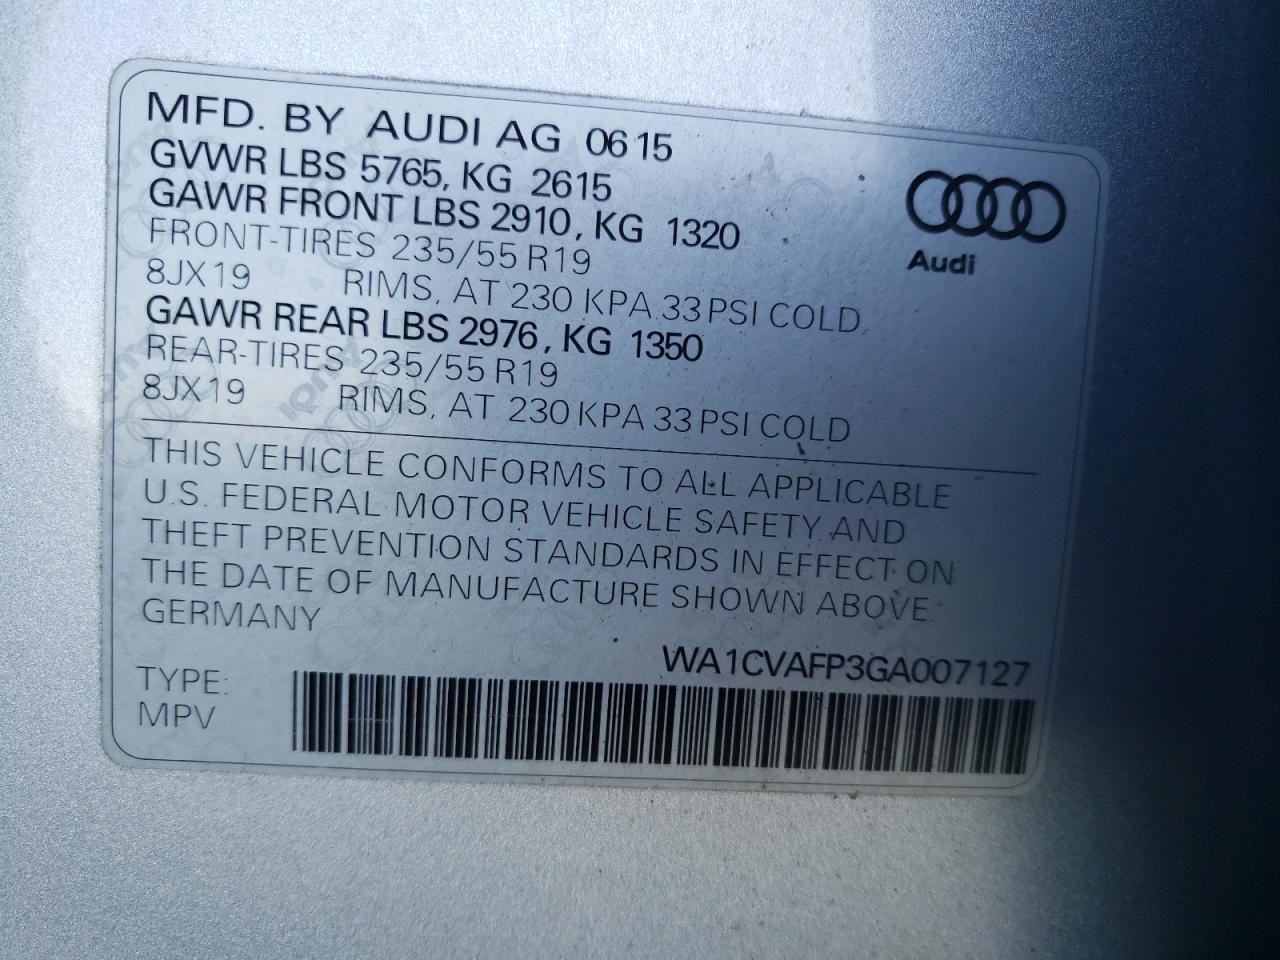 MFD. BY AUDI AG 0615
GVWR LBS 5765, KG 2615
GAWR FRONT LBS 2910, KG 1320
FRONT-TIRES 235/55 R19
8JX19 RIMS, AT 230 KPA 33 PSI COLD,
GAWR REAR LBS 2976, KG 1350
REAR-TIRES 235/55 R19
8JX19 RIMS, AT 230 KPA 33 PSI COLD
Audi
THIS VEHICLE CONFORMS TO ALL APPLICABLE
U.S. FEDERAL MOTOR VEHICLE SAFETY AND
THEFT PREVENTION STANDARDS IN EFFECT ON
THE DATE OF MANUFACTURE SHOWN ABOVE.
GERMANY
WA1CVAFP3GA007127
TYPE:
MPV